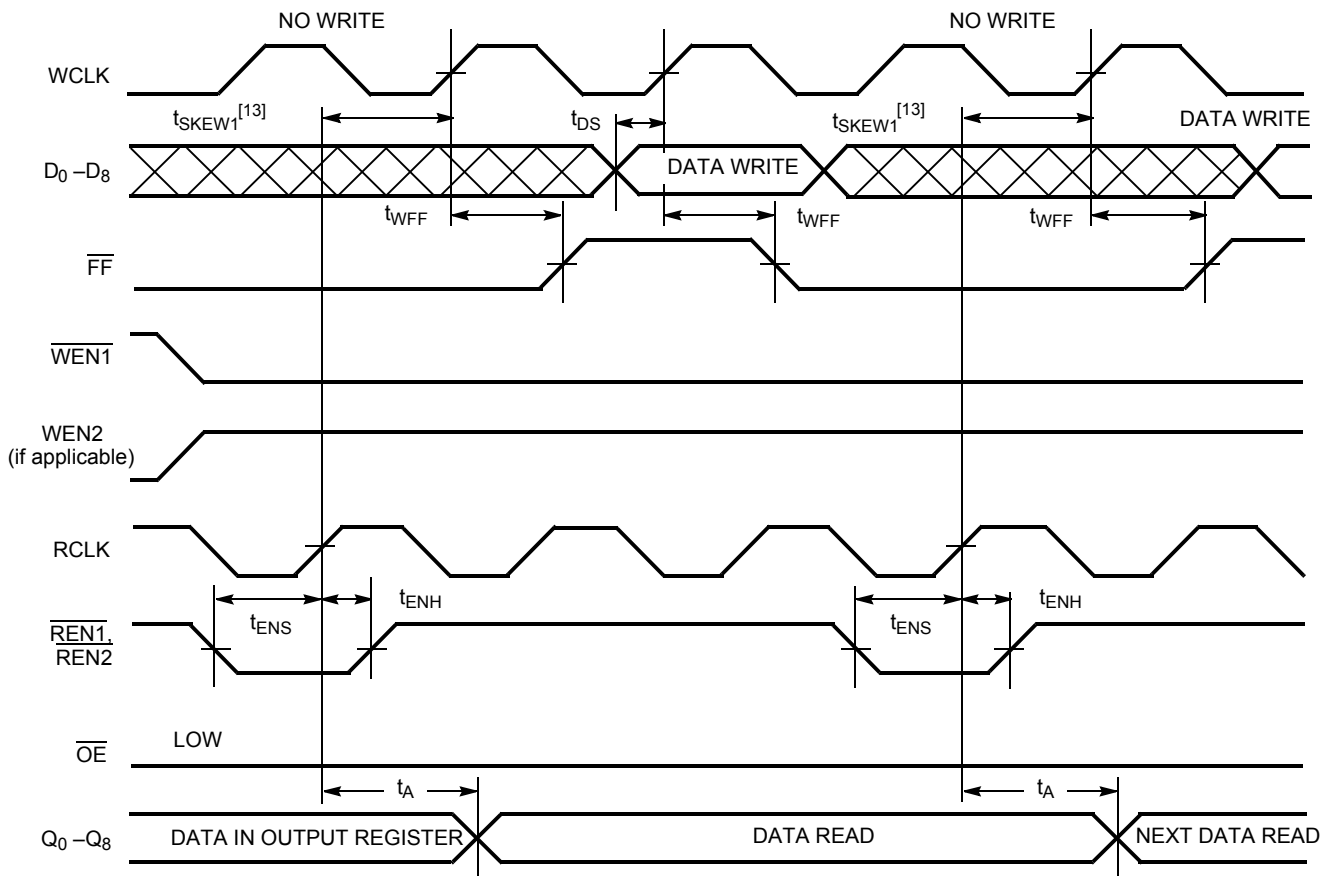 NO WRITE NO WRITE
WCLK
tSKEW1[13] tDS tSKEW1[13] DATA WRITE
D0 –D8 DATA WRITE
tWFF tWFF tWFF
FF
WEN1
WEN2
(if applicable)
RCLK
tENH tENH
tENS tENS
REN1,
REN2
LOW
OE
tA tA
Q0 –Q8 DATA IN OUTPUT REGISTER DATA READ NEXT DATA READ